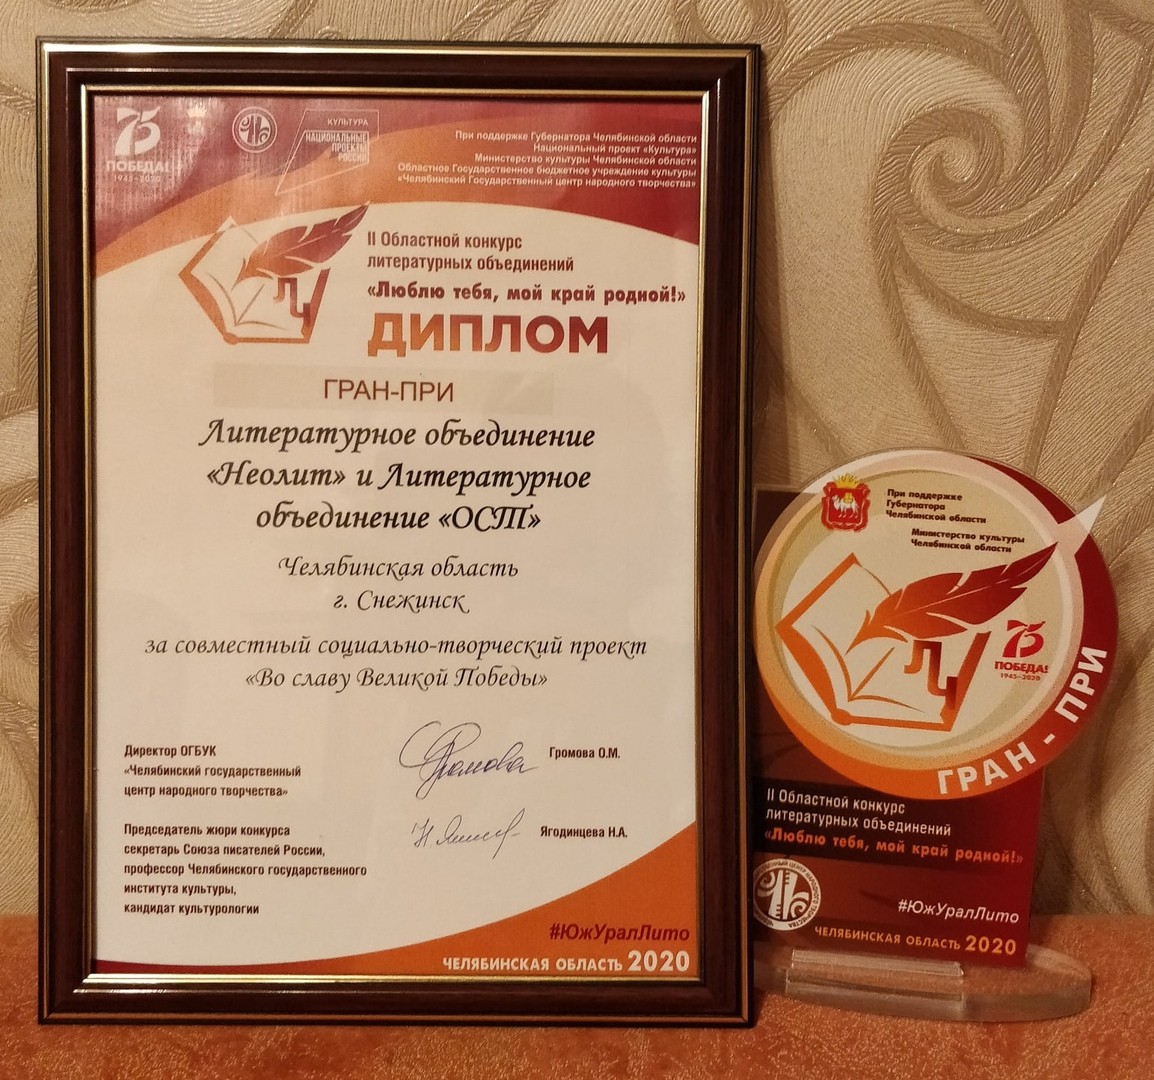 75
ПОБЕДА!
1945–2020
КУЛЬТУРА
НАЦИОНАЛЬНЫЕ
ПРОЕКТЫ
РОССИИ
При поддержке Губернатора Челябинской области
Национальный проект «Культура»
Министерство культуры Челябинской области
Областное Государственное бюджетное учреждение культуры
«Челябинский Государственный центр народного творчества»
ЛЧ
II Областной конкурс
литературных объединений
«Люблю тебя, мой край родной!»
ДИПЛОМ
ГРАН-ПРИ
Литературное объединение
«Неолит» и Литературное
объединение «ОСТ»
Челябинская область
г. Снежинск
за совместный социально-творческий проект
«Во славу Великой Победы»
Директор ОГБУК
«Челябинский государственный
центр народного творчества»
Громова О.М.
Председатель жюри конкурса
секретарь Союза писателей России,
профессор Челябинского государственного
института культуры,
кандидат культурологии
Ягодинцева Н.А.
#ЮжУралЛито
ЧЕЛЯБИНСКАЯ ОБЛАСТЬ 2020
При поддержке
Губернатора
Челябинской области
Министерство культуры
Челябинской области
ЛЧ
75
ПОБЕДА!
1945–2020
ГРАН - ПРИ
II Областной конкурс
литературных объединений
«Люблю тебя, мой край родной!»
#ЮжУралЛито
ЧЕЛЯБИНСКАЯ ОБЛАСТЬ 2020